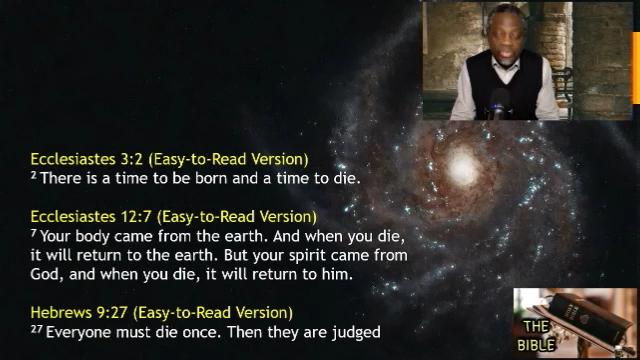 Ecclesiastes 3:2 (Easy-to-Read Version)
2 There is a time to be born and a time to die.
Ecclesiastes 12:7 (Easy-to-Read Version)
7 Your body came from the earth. And when you die,
it will return to the earth. But your spirit came from
God, and when you die, it will return to him.
Hebrews 9:27 (Easy-to-Read Version)
27 Everyone must die once. Then they are judged
THE
BIBLE